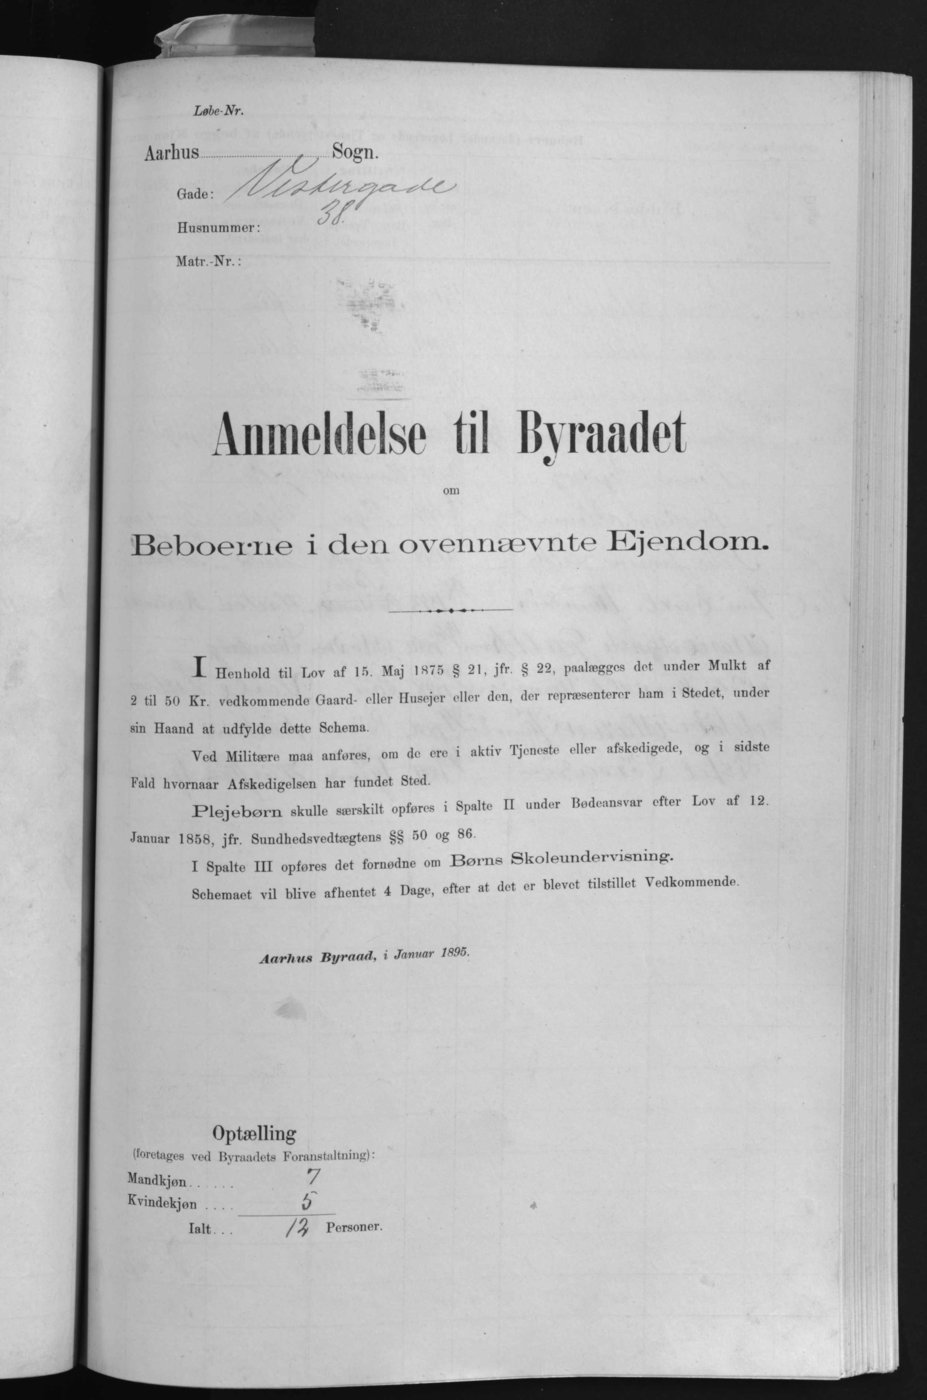 Løbe-Nr.
Aarhus Sogn.
Gade: Vestergade
Husnummer: 38.
Matr.-Nr.:
Anmeldelse til Byraadet
om
Beboerne i den ovennævnte Ejendom.
I Henhold til Lov af 15. Maj 1875 § 21, jfr. § 22, paalægges det under Mulkt af
2 til 50 Kr. vedkommende Gaard- eller Husejer eller den, der repræsenterer ham i Stedet, under
sin Haand at udfylde dette Schema.
Ved Militære maa anføres, om de ere i aktiv Tjeneste eller afskedigede, og i sidste
Fald hvornaar Afskedigelsen har fundet Sted.
Plejebørn skulle særskilt opføres i Spalte II under Bødeansvar efter Lov af 12.
Januar 1858, jfr. Sundhedsvedtægtens §§ 50 og 86.
I Spalte III opføres det fornødne om Børns Skoleundervisning.
Schemaet vil blive afhentet 4 Dage, efter at det er blevet tilstillet Vedkommende.
Aarhus Byraad, i Januar 1895.
Optælling
(foretages ved Byraadets Foranstaltning):
Mandkjøn...... 7
Kvindekjøn .... 5
Ialt... 12 Personer.